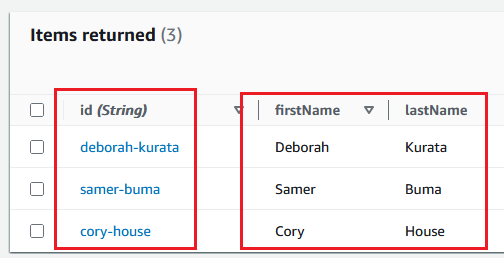 Items returned (3)
id (String) firstName lastName
deborah-kurata Deborah Kurata
samer-buma Samer Buma
cory-house Cory House